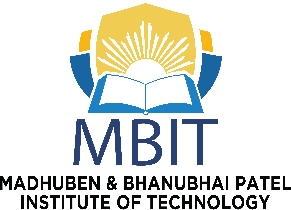 MBIT
MADHUBEN & BHANUBHAI PATEL
INSTITUTE OF TECHNOLOGY